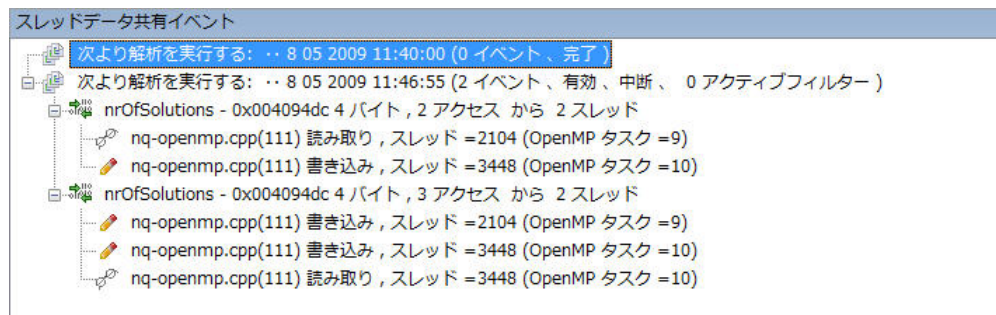 スレッドデータ共有イベント
次より解析を実行する: ‥ 8 05 2009 11:40:00 (0 イベント 、完了 )
次より解析を実行する: ‥ 8 05 2009 11:46:55 (2 イベント 、有効 、中断 、 0 アクティブフィルター )
nrOfSolutions - 0x004094dc 4 バイト , 2 アクセス から 2 スレッド
nq-openmp.cpp(111) 読み取り , スレッド =2104 (OpenMP タスク =9)
nq-openmp.cpp(111) 書き込み , スレッド =3448 (OpenMP タスク =10)
nrOfSolutions - 0x004094dc 4 バイト , 3 アクセス から 2 スレッド
nq-openmp.cpp(111) 書き込み , スレッド =2104 (OpenMP タスク =9)
nq-openmp.cpp(111) 書き込み , スレッド =3448 (OpenMP タスク =10)
nq-openmp.cpp(111) 読み取り , スレッド =3448 (OpenMP タスク =10)